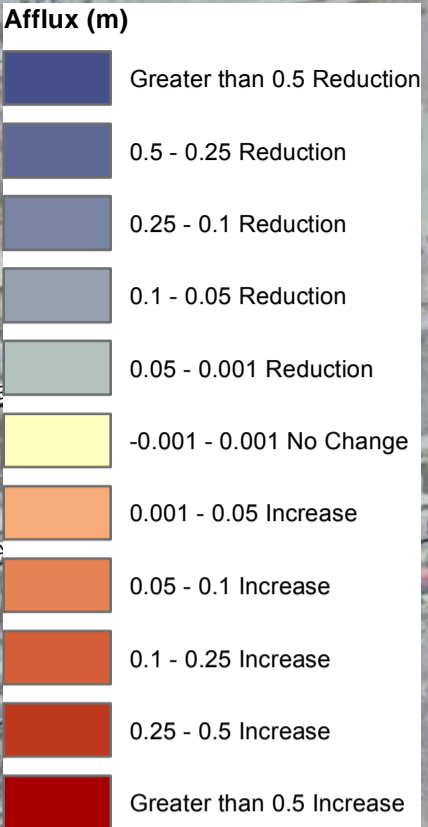 Afflux (m)
Greater than 0.5 Reduction
0.5 - 0.25 Reduction
0.25 - 0.1 Reduction
0.1 - 0.05 Reduction
0.05 - 0.001 Reduction
-0.001 - 0.001 No Change
0.001 - 0.05 Increase
0.05 - 0.1 Increase
0.1 - 0.25 Increase
0.25 - 0.5 Increase
Greater than 0.5 Increase